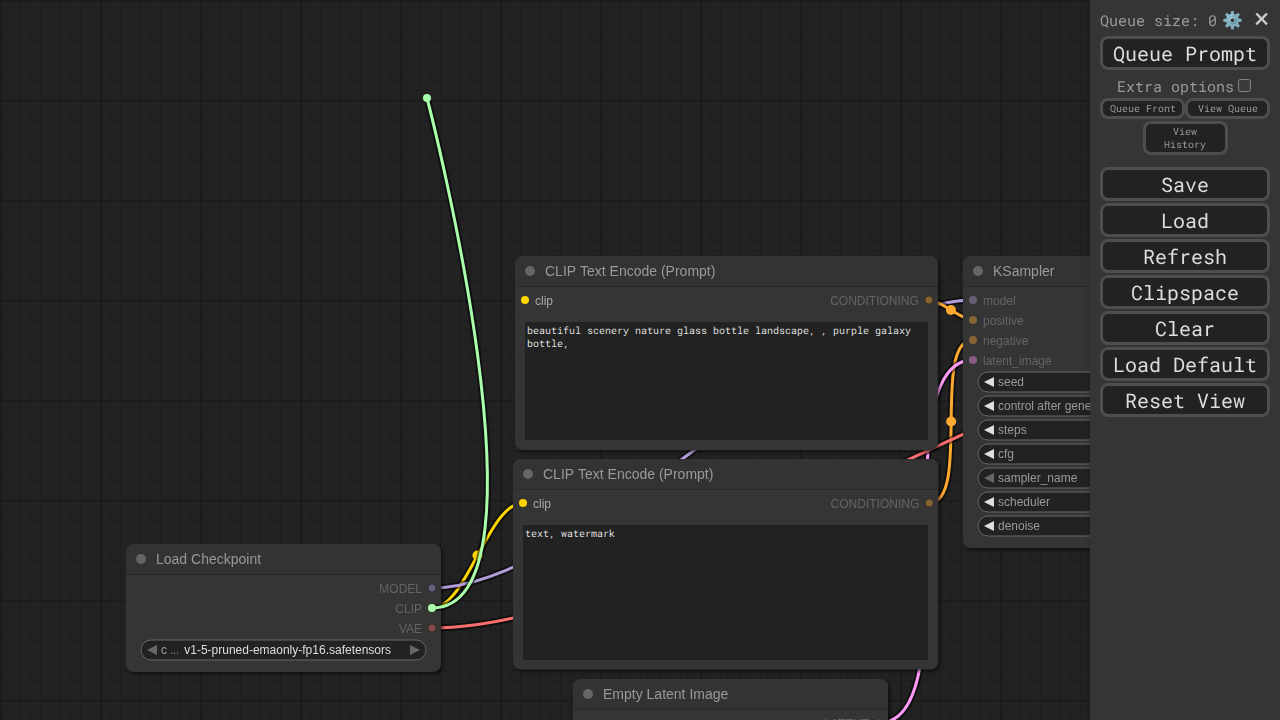 Queue size: 0
Queue Prompt
Extra options
Queue Front
View Queue
View
History
Save
Load
Refresh
Clipspace
Clear
Load Default
Reset View
CLIP Text Encode (Prompt)
clip
CONDITIONING
beautiful scenery nature glass bottle landscape, , purple galaxy
bottle,
KSampler
model
positive
negative
latent_image
seed
control after gene
steps
cfg
sampler_name
scheduler
denoise
CLIP Text Encode (Prompt)
clip
CONDITIONING
text, watermark
Load Checkpoint
MODEL
CLIP
VAE
c ... v1-5-pruned-emaonly-fp16.safetensors
Empty Latent Image